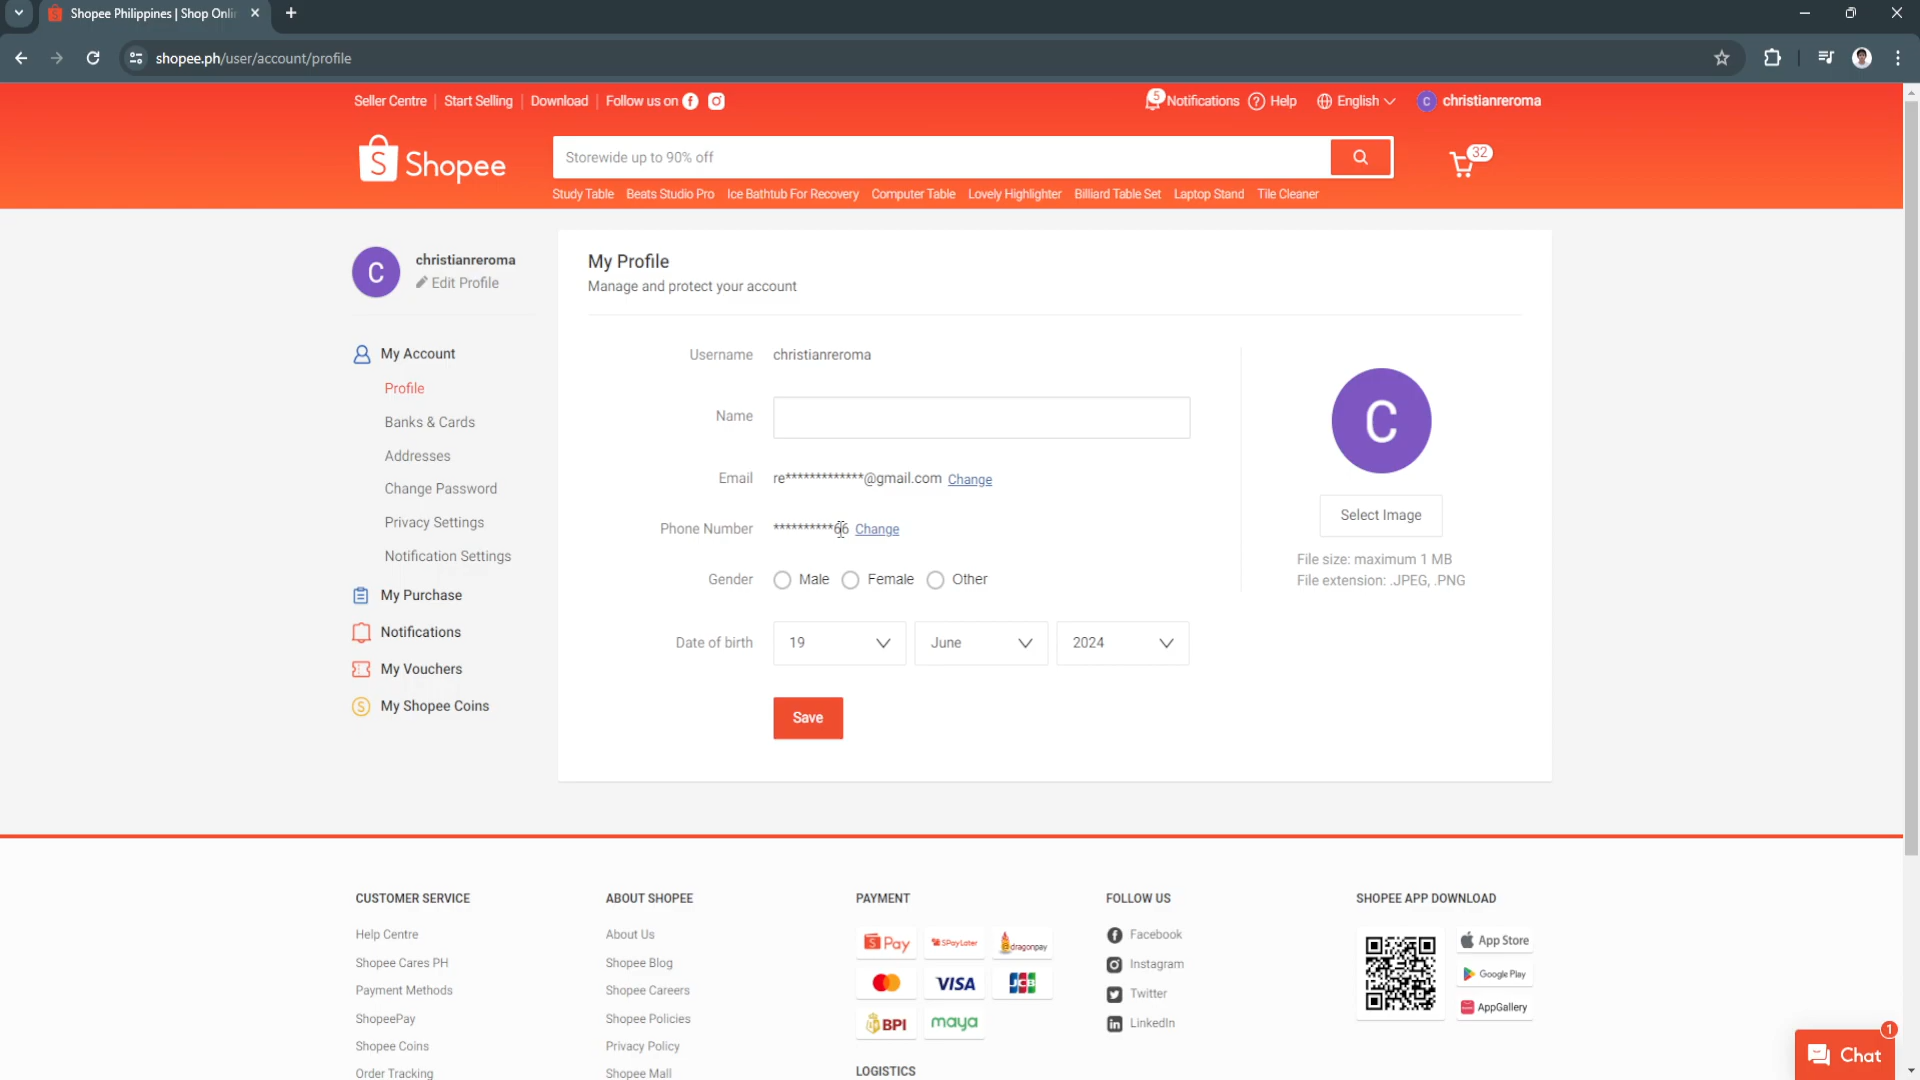 Shopee Philippines | Shop Onli
shopee.ph/user/account/profile
Seller Centre | Start Selling | Download | Follow us on
5 Notifications Help English christianreroma
Shopee
Storewide up to 90% off
32
Study Table Beats Studio Pro Ice Bathtub For Recovery Computer Table Lovely Highlighter Billiard Table Set Laptop Stand Tile Cleaner
C
christianreroma
Edit Profile
My Account
Profile
Banks & Cards
Addresses
Change Password
Privacy Settings
Notification Settings
My Purchase
Notifications
My Vouchers
My Shopee Coins
My Profile
Manage and protect your account
Username christianreroma
Name
Email re*************@gmail.com Change
Phone Number **********66 Change
Gender Male Female Other
Date of birth 19 June 2024
Save
C
Select Image
File size: maximum 1 MB
File extension: .JPEG, .PNG
CUSTOMER SERVICE
Help Centre
Shopee Cares PH
Payment Methods
ShopeePay
Shopee Coins
Order Tracking
ABOUT SHOPEE
About Us
Shopee Blog
Shopee Careers
Shopee Policies
Privacy Policy
Shopee Mall
PAYMENT
Pay SPayLater dragonpay
VISA JCB
BPI maya
LOGISTICS
FOLLOW US
Facebook
Instagram
Twitter
LinkedIn
SHOPEE APP DOWNLOAD
App Store
Google Play
AppGallery
Chat 1